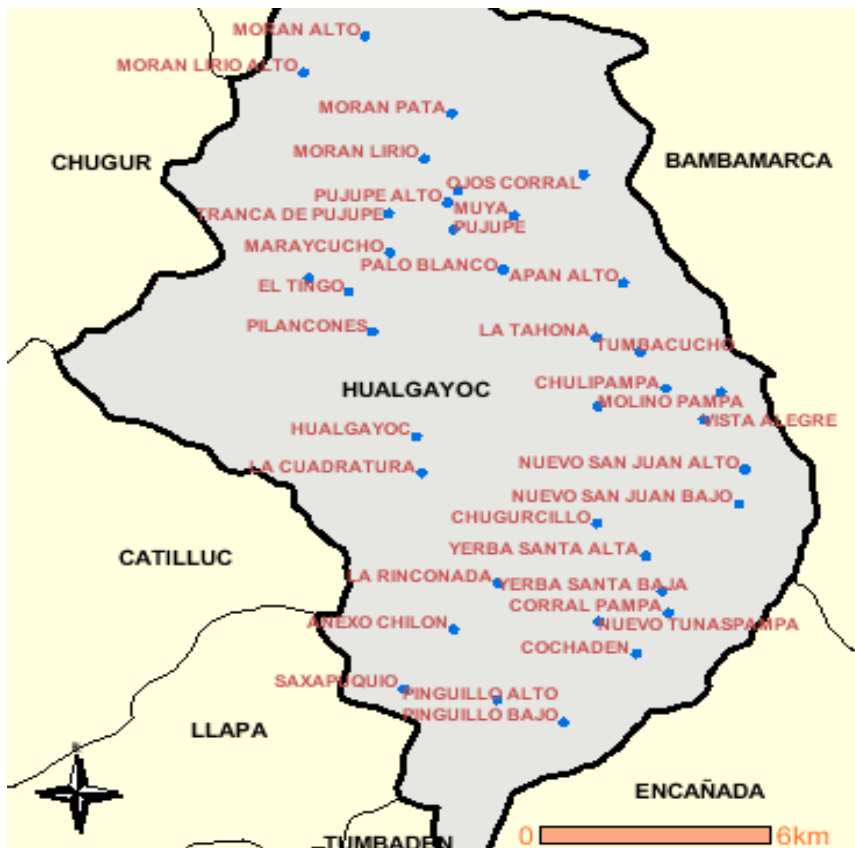 MORAN ALTO
MORAN LIRIO ALTO
MORAN PATA
CHUGUR
MORAN LIRIO
BAMBAMARCA
OJOS CORRAL
PUJUPE ALTO
MUYA
TRANCA DE PUJUPE
PUJUPE
MARAYCUCHO
PALO BLANCO
APAN ALTO
EL TINGO
PILANCONES
LA TAHONA
TUMBACUCHO
HUALGAYOC
CHULIPAMPA
MOLINO PAMPA
VISTA ALEGRE
HUALGAYOC
LA CUADRATURA
NUEVO SAN JUAN ALTO
NUEVO SAN JUAN BAJO
CHUGURCILLO
CATILLUC
YERBA SANTA ALTA
LA RINCONADA
YERBA SANTA BAJA
CORRAL PAMPA
ANEXO CHILON
NUEVO TUNASPAMPA
COCHADEN
SAXAPUQUIO
PINGUILLO ALTO
PINGUILLO BAJO
LLAPA
ENCAÑADA
TUMBADEN
0 6km